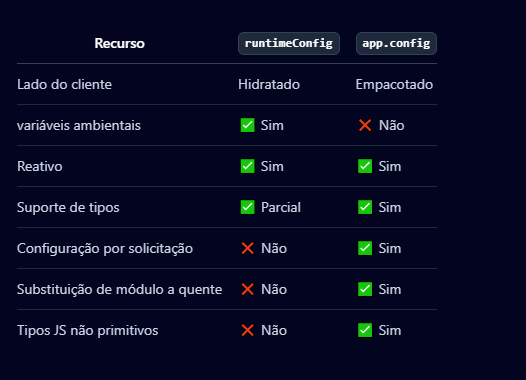 Recurso runtimeConfig app.config
Lado do cliente Hidratado Empacotado
variáveis ambientais ✅ Sim ❌ Não
Reativo ✅ Sim ✅ Sim
Suporte de tipos ✅ Parcial ✅ Sim
Configuração por solicitação ❌ Não ✅ Sim
Substituição de módulo a quente ❌ Não ✅ Sim
Tipos JS não primitivos ❌ Não ✅ Sim